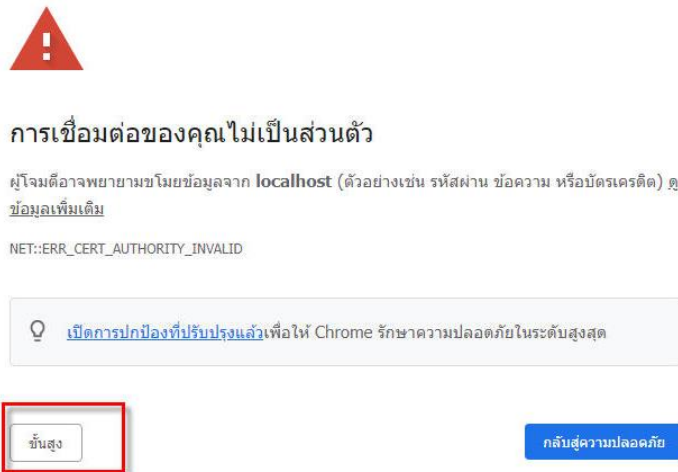 การเชื่อมต่อของคุณไม่เป็นส่วนตัว
ผู้โจมตีอาจพยายามขโมยข้อมูลจาก localhost (ตัวอย่างเช่น รหัสผ่าน ข้อความ หรือบัตรเครดิต) ดู
ข้อมูลเพิ่มเติม
NET::ERR_CERT_AUTHORITY_INVALID
เปิดการปกป้องที่ปรับปรุงแล้วเพื่อให้ Chrome รักษาความปลอดภัยในระดับสูงสุด
ขั้นสูง
กลับสู่ความปลอดภัย